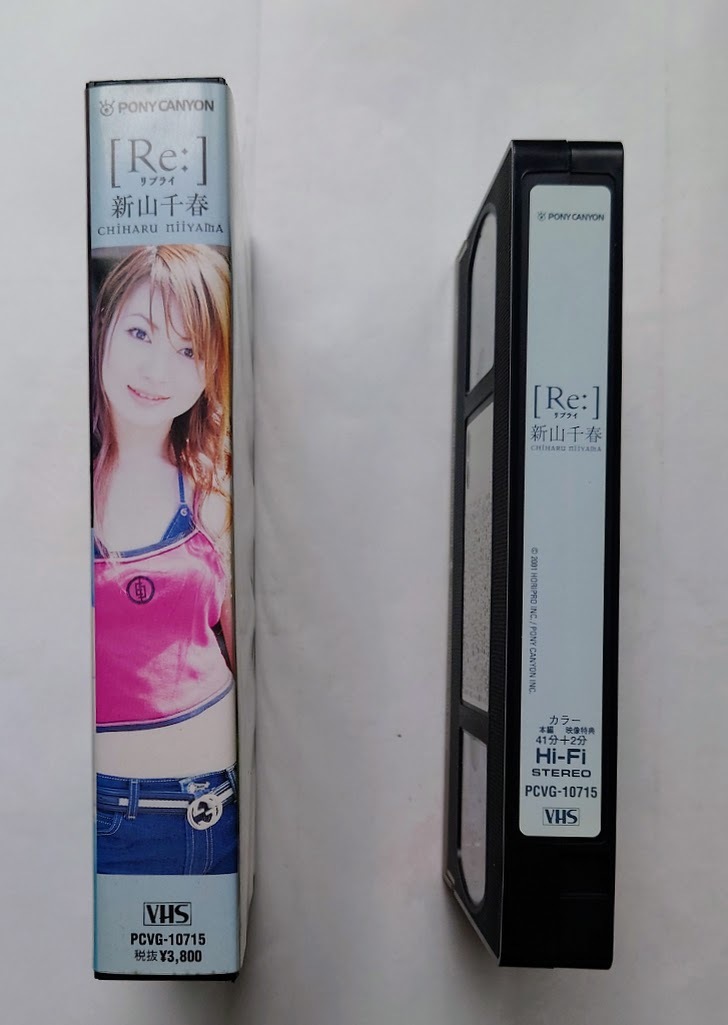 PONY CANYON
[Re:]
リプライ
新山千春
CHIHARU NIIYAMA
VHS
PCVG-10715
税抜¥3,800
PONY CANYON
[Re:]
リプライ
新山千春
CHIHARU NIIYAMA
© 2001 HORIPRO INC. / PONY CANYON INC.
カラー
本編 映像特典
41分+2分
Hi-Fi
STEREO
PCVG-10715
VHS